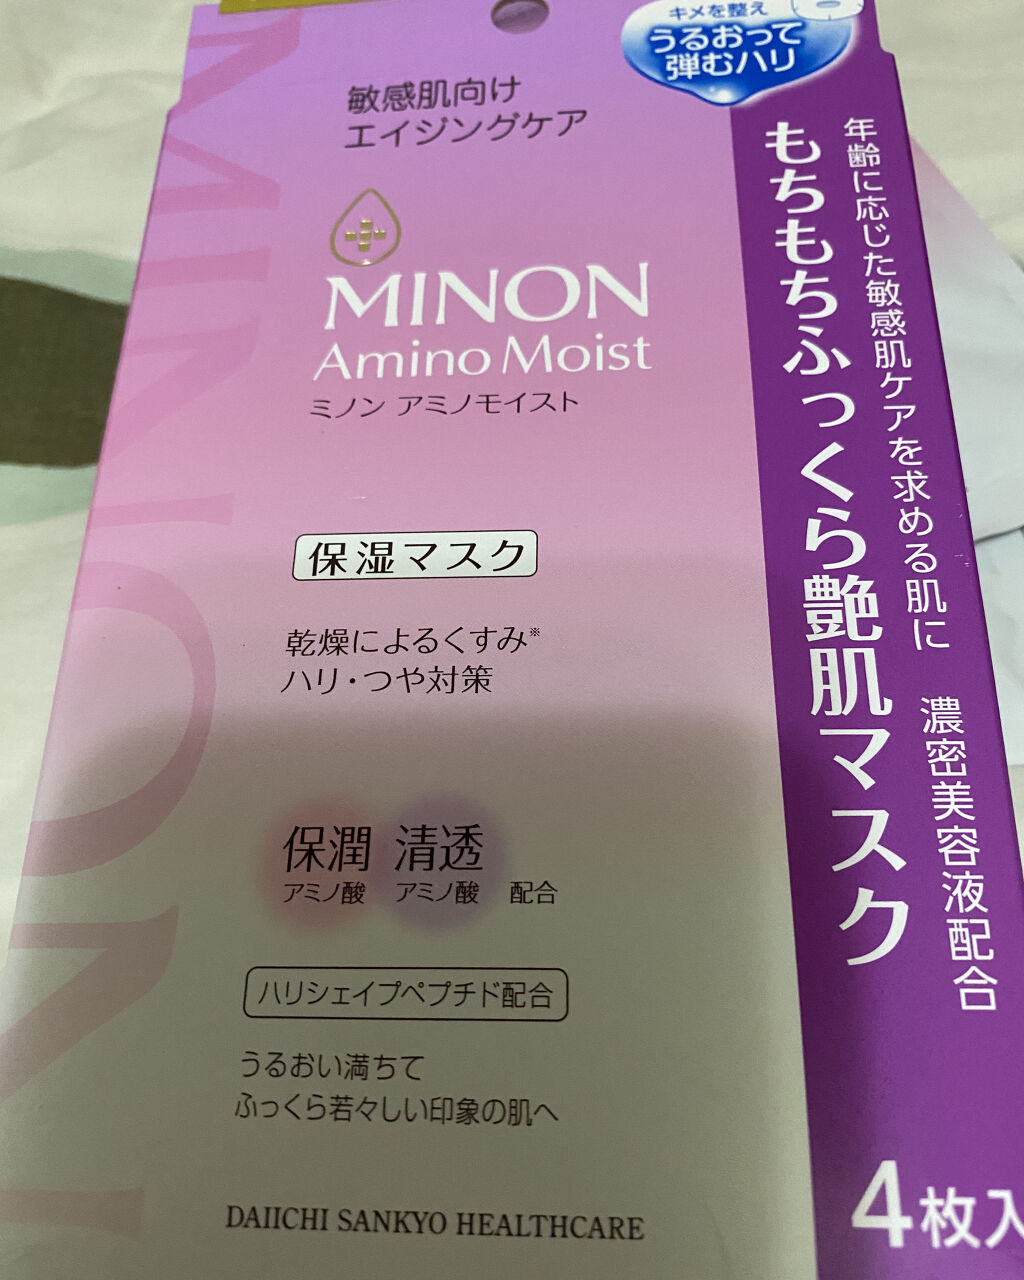 キメを整え
うるおって
弾むハリ
敏感肌向け
エイジングケア
MINON
Amino Moist
ミノン アミノモイスト
保湿マスク
乾燥によるくすみ※
ハリ・つや対策
保潤 清透
アミノ酸 アミノ酸 配合
ハリシェイプペプチド配合
うるおい満ちて
ふっくら若々しい印象の肌へ
DAIICHI SANKYO HEALTHCARE
年齢に応じた敏感肌ケアを求める肌に 濃密美容液配合
もちもちふっくら艶肌マスク
4枚入
MINON